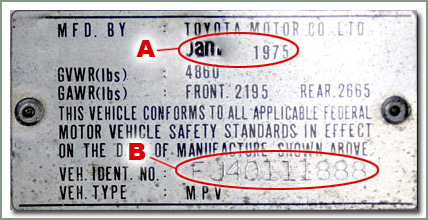 MFD. BY : TOYOTA MOTOR CO. LTD.
A Jan. 1975
GVWR(lbs) : 4860
GAWR(lbs) : FRONT. 2195 REAR. 2665
THIS VEHICLE CONFORMS TO ALL APPLICABLE FEDERAL
MOTOR VEHICLE SAFETY STANDARDS IN EFFECT
ON THE OF MANUFACTURE SHOWN ABOVE.
B
VEH. IDENT. NO.: FJ40111888
VEH. TYPE : MPV